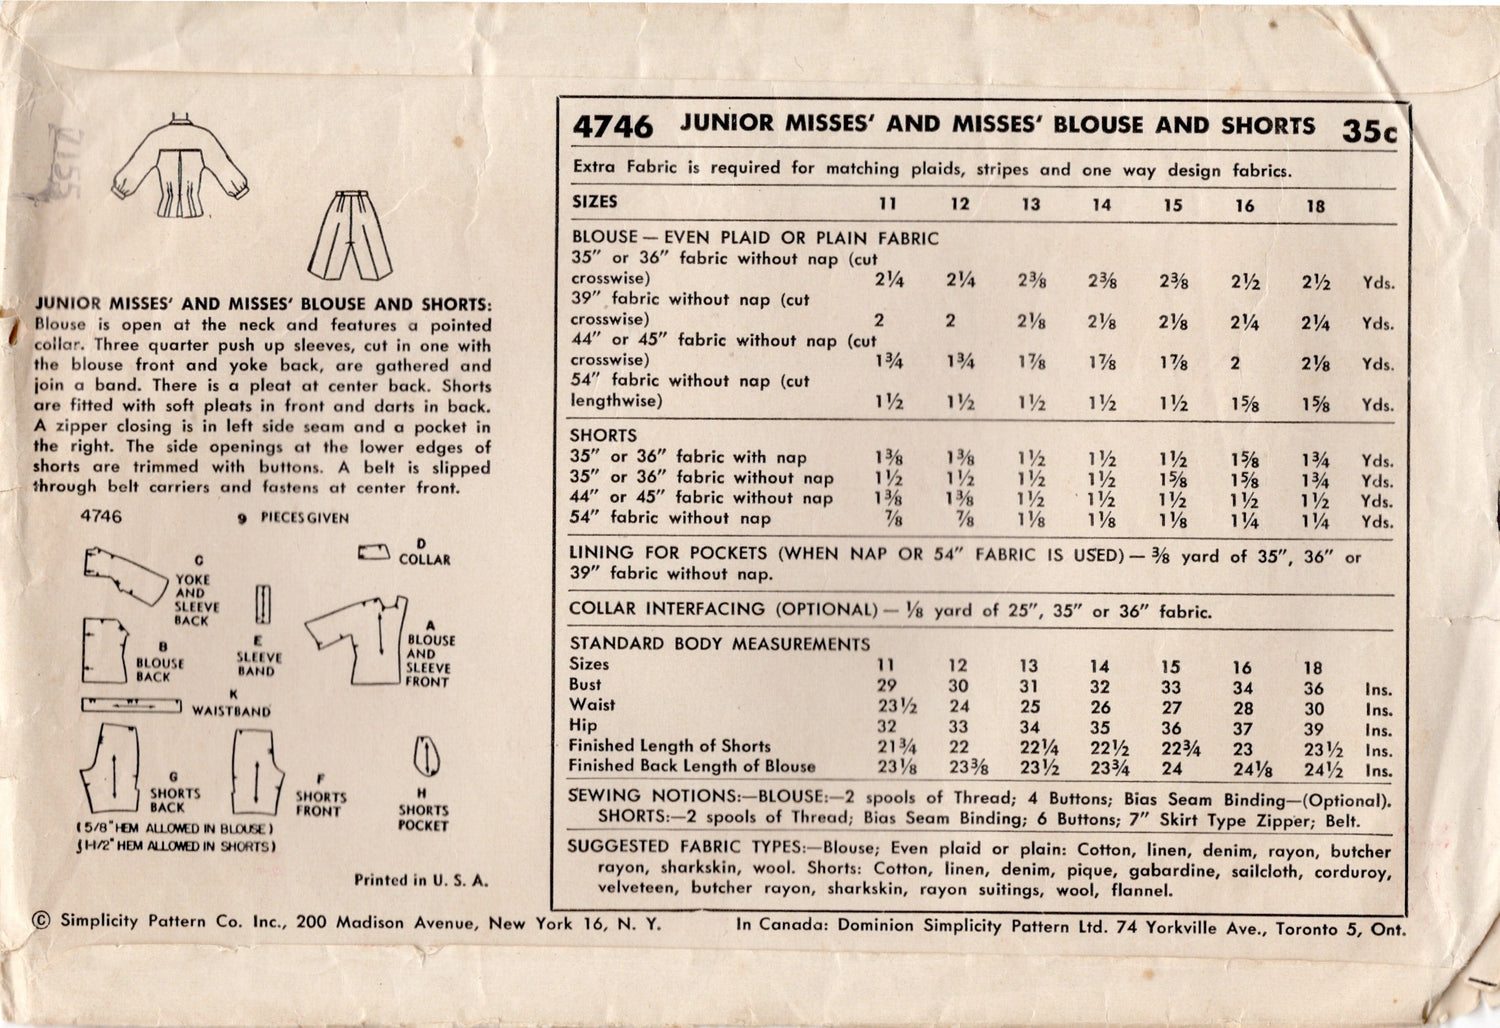 JUNIOR MISSES' AND MISSES' BLOUSE AND SHORTS:
Blouse is open at the neck and features a pointed
collar. Three quarter push up sleeves, cut in one with
the blouse front and yoke back, are gathered and
join a band. There is a pleat at center back. Shorts
are fitted with soft pleats in front and darts in back.
A zipper closing is in left side seam and a pocket in
the right. The side openings at the lower edges of
shorts are trimmed with buttons. A belt is slipped
through belt carriers and fastens at center front.
4746 9 PIECES GIVEN
C
YOKE
AND
SLEEVE
BACK
D
COLLAR
B
BLOUSE
BACK
E
SLEEVE
BAND
A
BLOUSE
AND
SLEEVE
FRONT
K
WAISTBAND
G
SHORTS
BACK
F
SHORTS
FRONT
H
SHORTS
POCKET
(5/8" HEM ALLOWED IN BLOUSE)
(1-1/2" HEM ALLOWED IN SHORTS)
Printed in U. S. A.
4746 JUNIOR MISSES' AND MISSES' BLOUSE AND SHORTS 35c
Extra Fabric is required for matching plaids, stripes and one way design fabrics.
SIZES 11 12 13 14 15 16 18
BLOUSE — EVEN PLAID OR PLAIN FABRIC
35" or 36" fabric without nap (cut
crosswise) 2¼ 2¼ 2⅜ 2⅜ 2⅜ 2½ 2½ Yds.
39" fabric without nap (cut
crosswise) 2 2 2⅛ 2⅛ 2⅛ 2¼ 2¼ Yds.
44" or 45" fabric without nap (cut
crosswise) 1¾ 1¾ 1⅞ 1⅞ 1⅞ 2 2⅛ Yds.
54" fabric without nap (cut
lengthwise) 1½ 1½ 1½ 1½ 1½ 1⅝ 1⅝ Yds.
SHORTS
35" or 36" fabric with nap 1⅜ 1⅜ 1½ 1½ 1½ 1⅝ 1¾ Yds.
35" or 36" fabric without nap 1½ 1½ 1½ 1½ 1⅝ 1⅝ 1¾ Yds.
44" or 45" fabric without nap 1⅜ 1⅜ 1½ 1½ 1½ 1½ 1½ Yds.
54" fabric without nap ⅞ ⅞ 1⅛ 1⅛ 1⅛ 1¼ 1¼ Yds.
LINING FOR POCKETS (WHEN NAP OR 54" FABRIC IS USED) — ⅜ yard of 35", 36" or
39" fabric without nap.
COLLAR INTERFACING (OPTIONAL) — ⅛ yard of 25", 35" or 36" fabric.
STANDARD BODY MEASUREMENTS
Sizes 11 12 13 14 15 16 18
Bust 29 30 31 32 33 34 36 Ins.
Waist 23½ 24 25 26 27 28 30 Ins.
Hip 32 33 34 35 36 37 39 Ins.
Finished Length of Shorts 21¾ 22 22¼ 22½ 22¾ 23 23½ Ins.
Finished Back Length of Blouse 23⅛ 23⅜ 23½ 23¾ 24 24⅛ 24½ Ins.
SEWING NOTIONS:—BLOUSE:—2 spools of Thread; 4 Buttons; Bias Seam Binding—(Optional).
SHORTS:—2 spools of Thread; Bias Seam Binding; 6 Buttons; 7" Skirt Type Zipper; Belt.
SUGGESTED FABRIC TYPES:—Blouse; Even plaid or plain: Cotton, linen, denim, rayon, butcher
rayon, sharkskin, wool. Shorts: Cotton, linen, denim, pique, gabardine, sailcloth, corduroy,
velveteen, butcher rayon, sharkskin, rayon suitings, wool, flannel.
© Simplicity Pattern Co. Inc., 200 Madison Avenue, New York 16, N. Y. In Canada: Dominion Simplicity Pattern Ltd. 74 Yorkville Ave., Toronto 5, Ont.